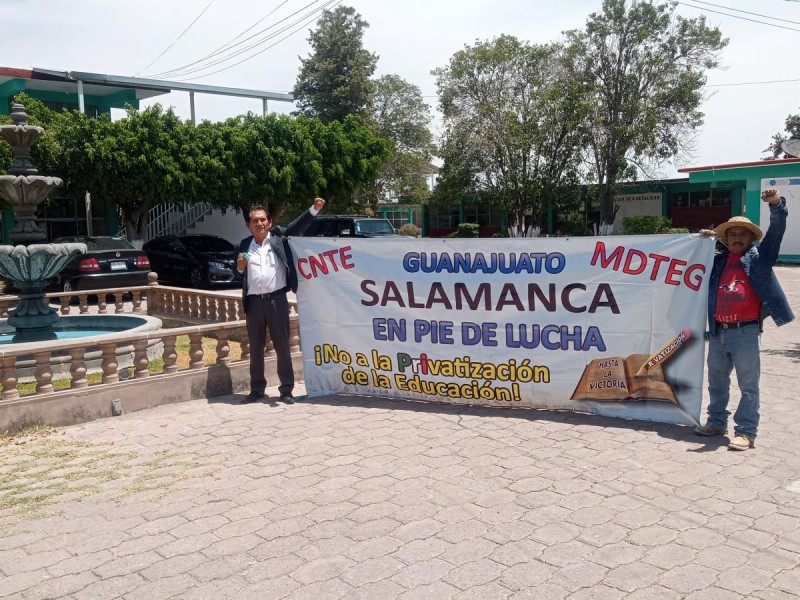 CNTE
GUANAJUATO
MDTEG
SALAMANCA
EN PIE DE LUCHA
¡No a la Privatización
de la Educación!
HASTA LA
VICTORIA